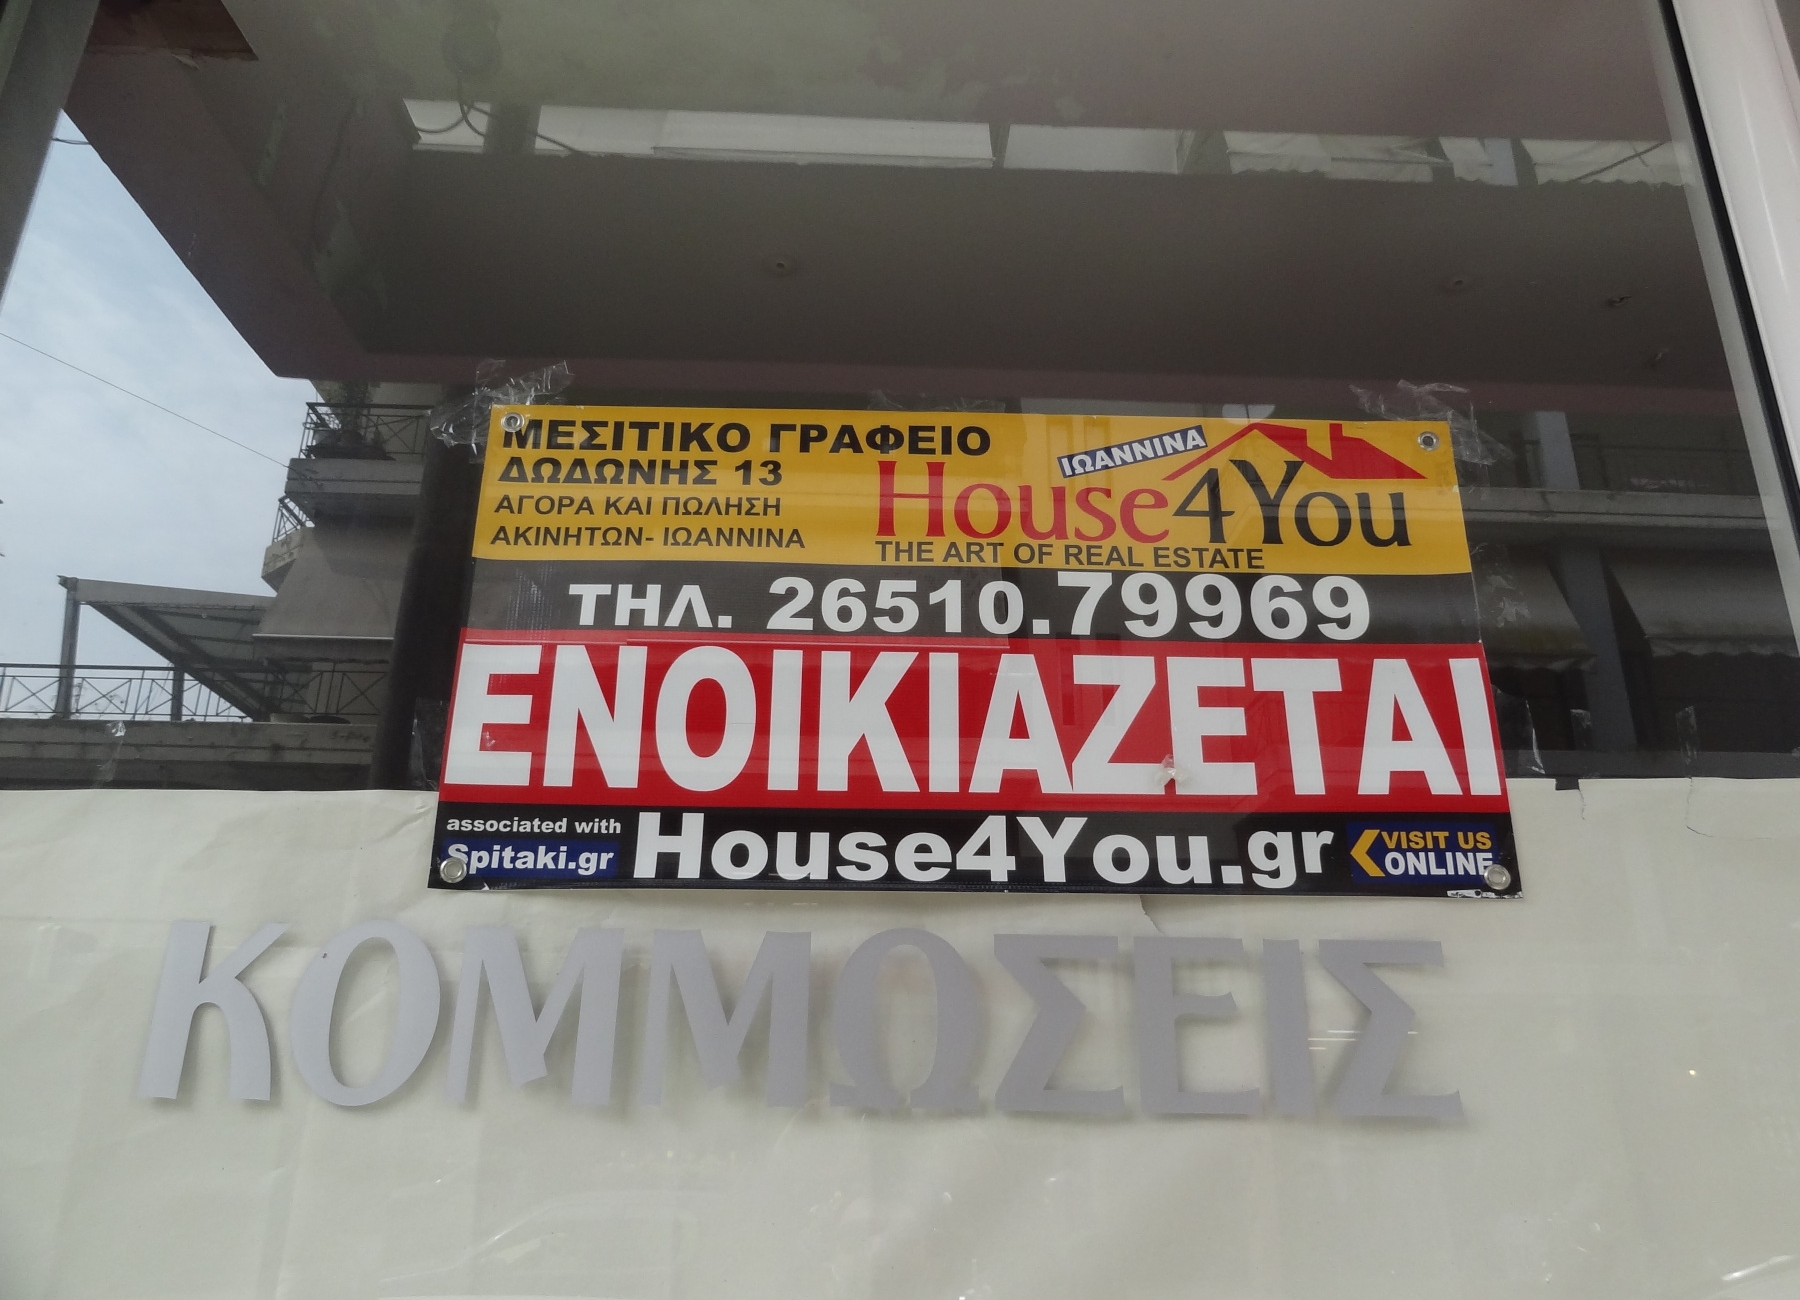 ΜΕΣΙΤΙΚΟ ΓΡΑΦΕΙΟ
ΔΩΔΩΝΗΣ 13
ΑΓΟΡΑ ΚΑΙ ΠΩΛΗΣΗ
ΑΚΙΝΗΤΩΝ- ΙΩΑΝΝΙΝΑ
ΙΩΑΝΝΙΝΑ
House4You
THE ART OF REAL ESTATE
ΤΗΛ. 26510.79969
ΕΝΟΙΚΙΑΖΕΤΑΙ
associated with
Spitaki.gr
House4You.gr
VISIT US
ONLINE
ΚΟΜΜΩΣΕΙΣ